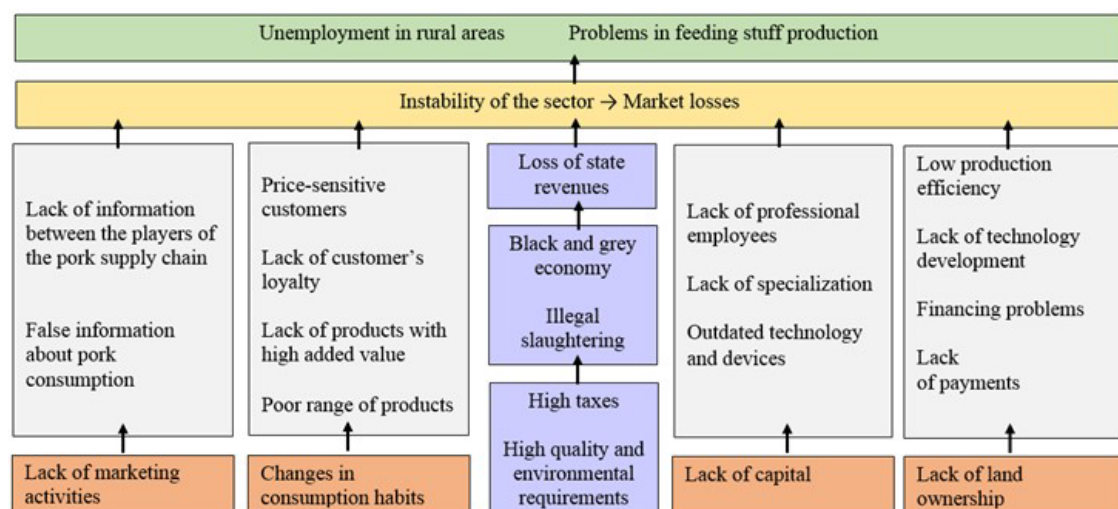 Unemployment in rural areas Problems in feeding stuff production
Instability of the sector → Market losses
Lack of information
between the players of
the pork supply chain
False information
about pork
consumption
Lack of marketing
activities
Price-sensitive
customers
Lack of customer’s
loyalty
Lack of products with
high added value
Poor range of products
Changes in
consumption habits
Loss of state
revenues
Black and grey
economy
Illegal
slaughtering
High taxes
High quality and
environmental
requirements
Lack of professional
employees
Lack of specialization
Outdated technology
and devices
Lack of capital
Low production
efficiency
Lack of technology
development
Financing problems
Lack
of payments
Lack of land
ownership